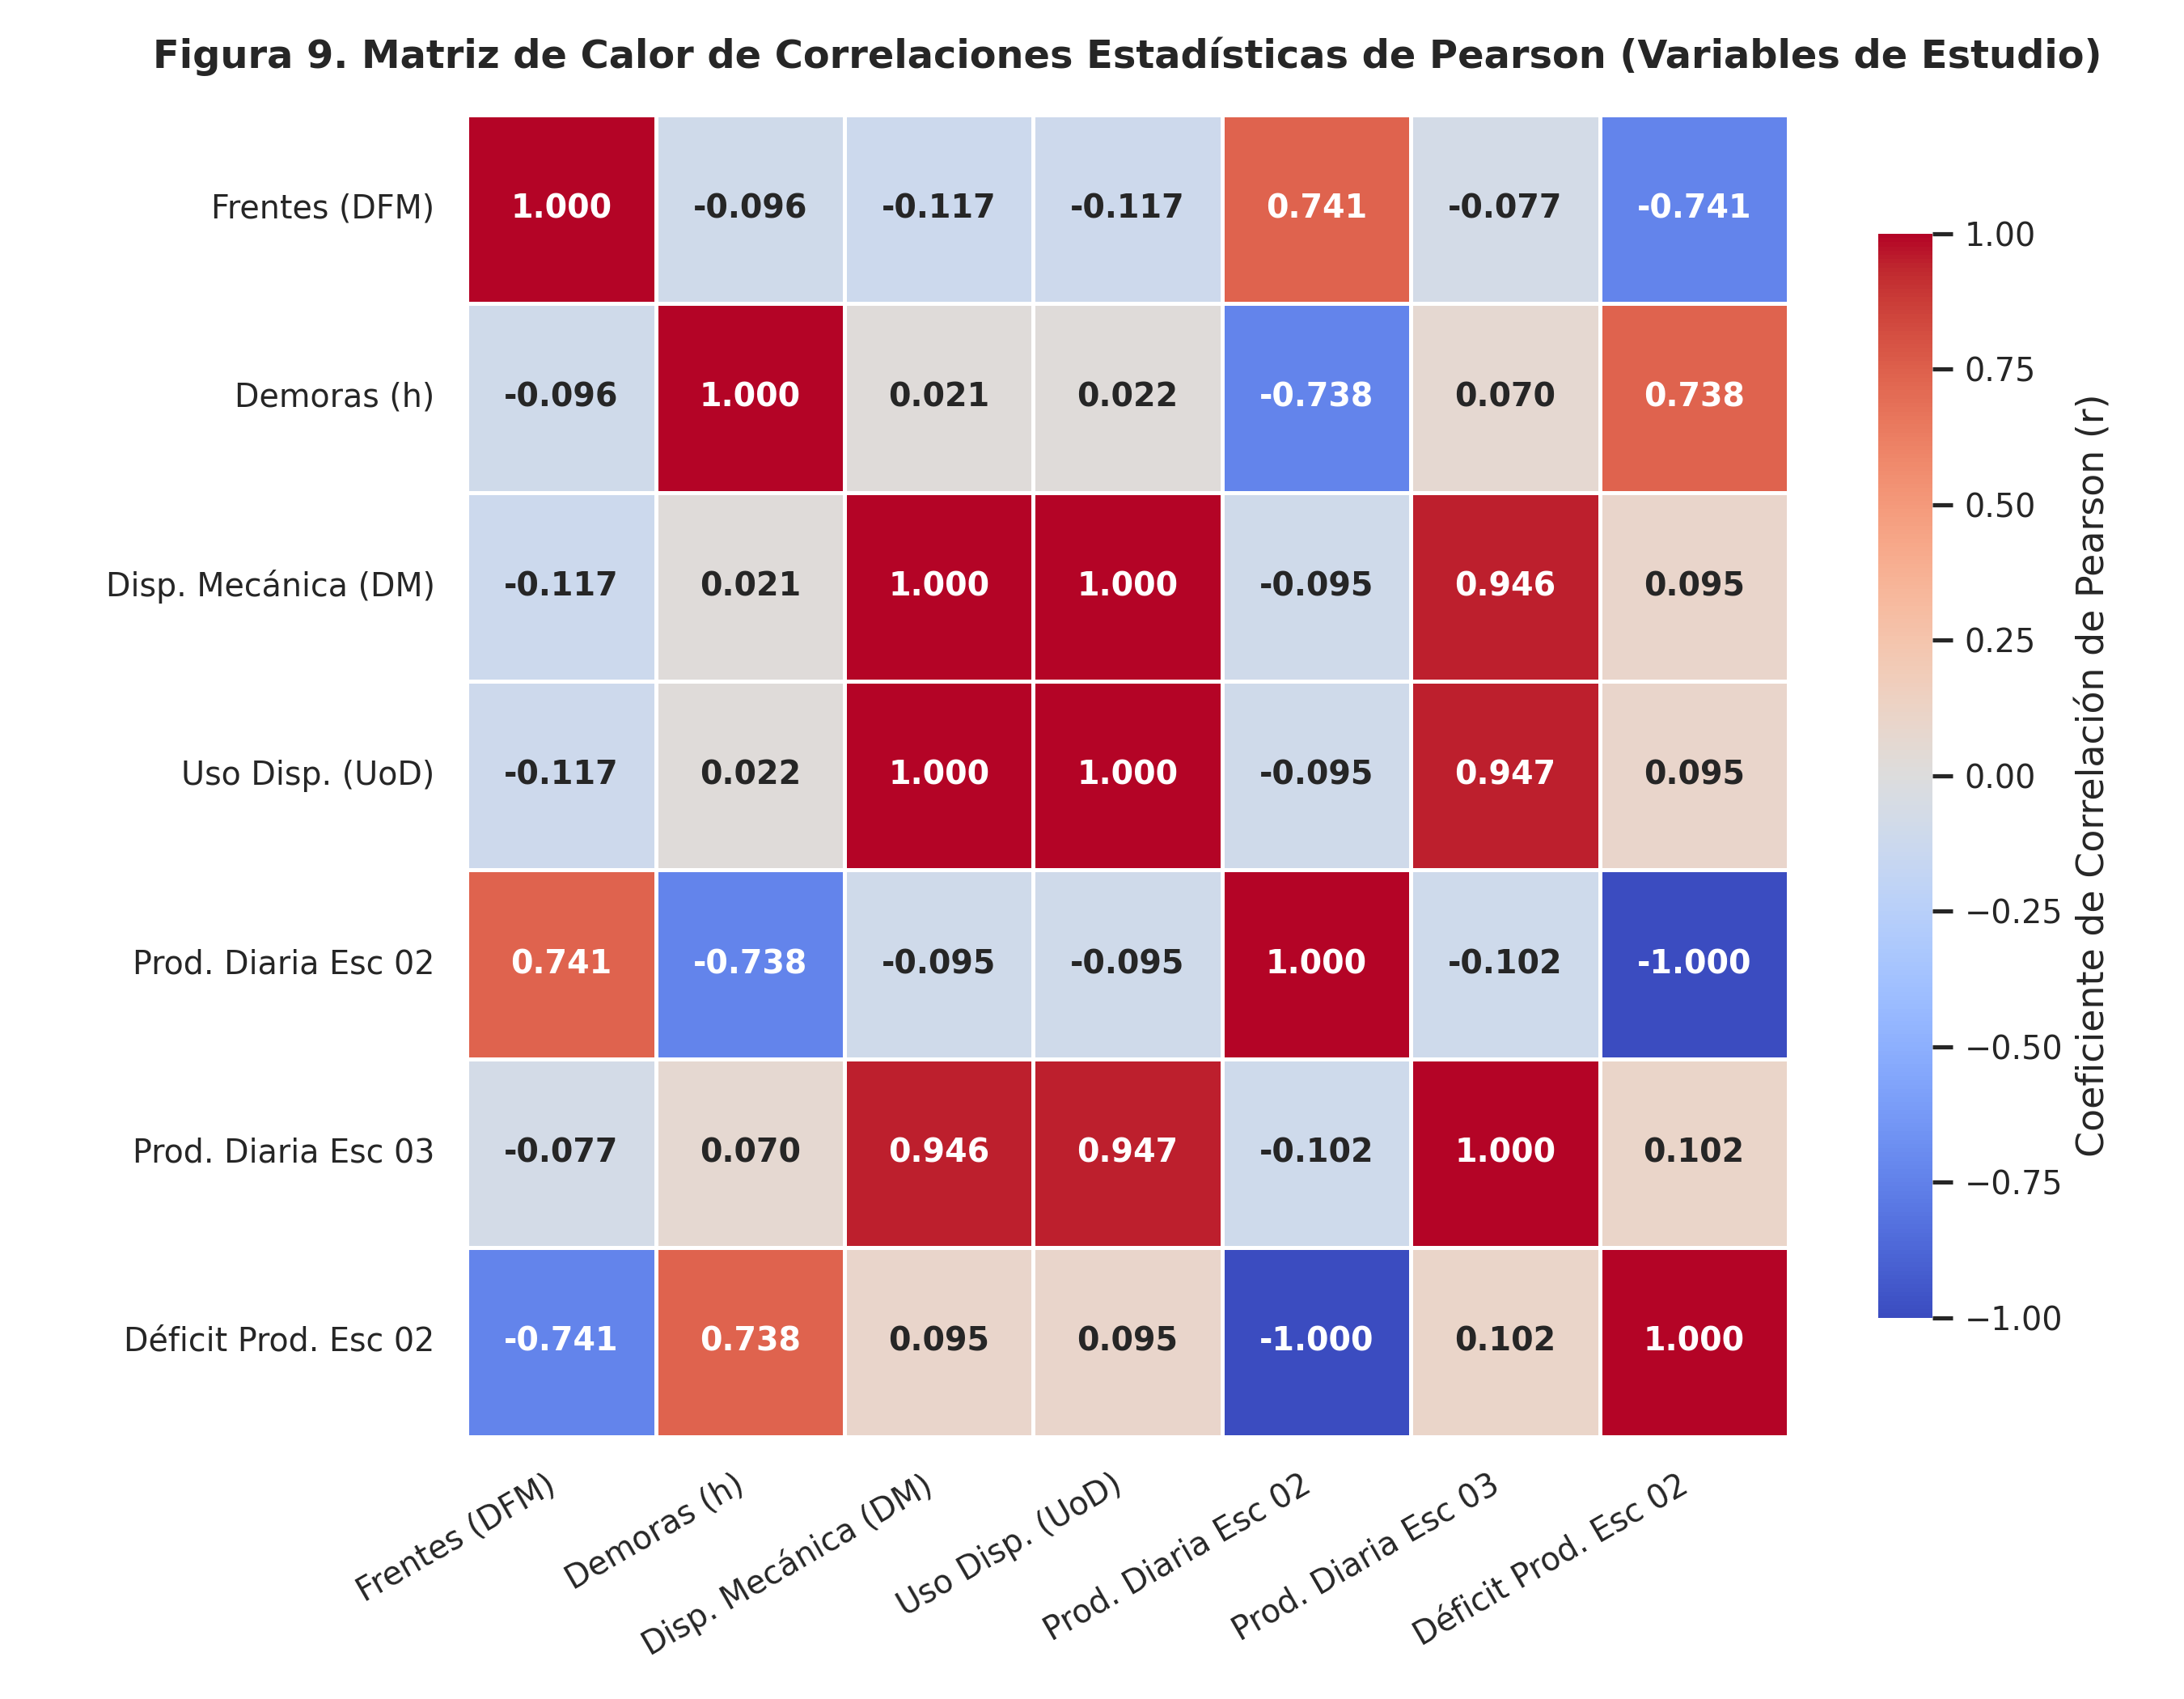 Figura 9. Matriz de Calor de Correlaciones Estadísticas de Pearson (Variables de Estudio)
Frentes (DFM) 1.000 -0.096 -0.117 -0.117 0.741 -0.077 -0.741
Demoras (h) -0.096 1.000 0.021 0.022 -0.738 0.070 0.738
Disp. Mecánica (DM) -0.117 0.021 1.000 1.000 -0.095 0.946 0.095
Uso Disp. (UoD) -0.117 0.022 1.000 1.000 -0.095 0.947 0.095
Prod. Diaria Esc 02 0.741 -0.738 -0.095 -0.095 1.000 -0.102 -1.000
Prod. Diaria Esc 03 -0.077 0.070 0.946 0.947 -0.102 1.000 0.102
Déficit Prod. Esc 02 -0.741 0.738 0.095 0.095 -1.000 0.102 1.000
Frentes (DFM)
Demoras (h)
Disp. Mecánica (DM)
Uso Disp. (UoD)
Prod. Diaria Esc 02
Prod. Diaria Esc 03
Déficit Prod. Esc 02
1.00
0.75
0.50
0.25
0.00
−0.25
−0.50
−0.75
−1.00
Coeficiente de Correlación de Pearson (r)